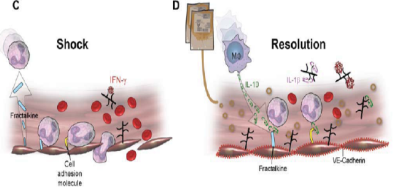 C
Shock
IFN-γ
Fractalkine
Cell
adhesion
molecule
D
Resolution
MΦ
IL-10
IL-1β
Fractalkine
VE-Cadherin